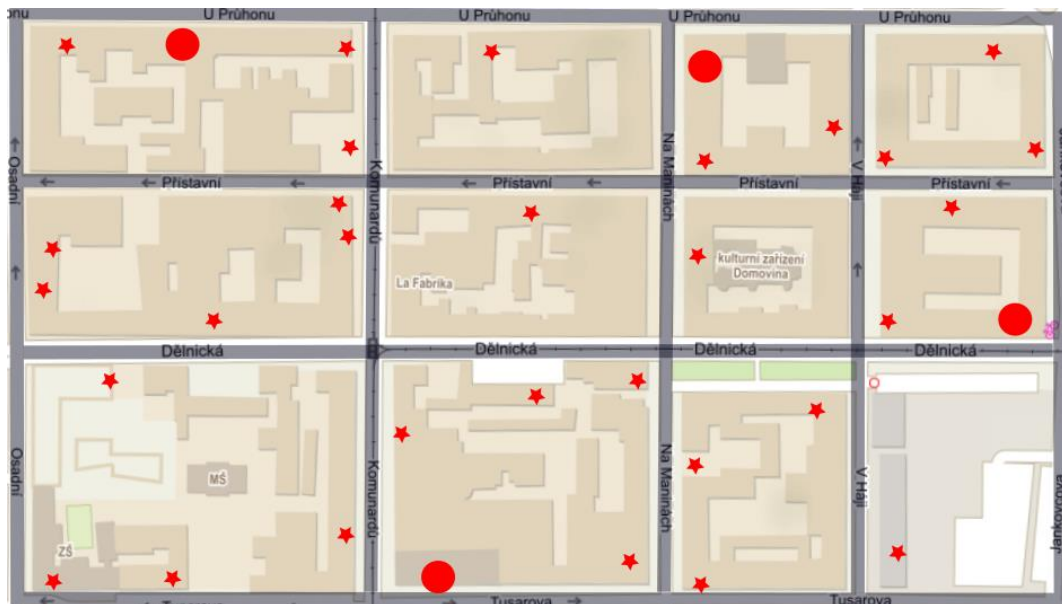 U Průhonu
U Průhonu
U Průhonu
U Průhonu
Osadní
Komunardů
Na Maninách
V Háji
Přístavní
Přístavní
Přístavní
Přístavní
La Fabrika
kulturní zařízení
Domovina
Dělnická
Dělnická
Dělnická
Dělnická
MŠ
ZŠ
Osadní
Komunardů
Na Maninách
V Háji
Jankovcova
Tusarova
Tusarova